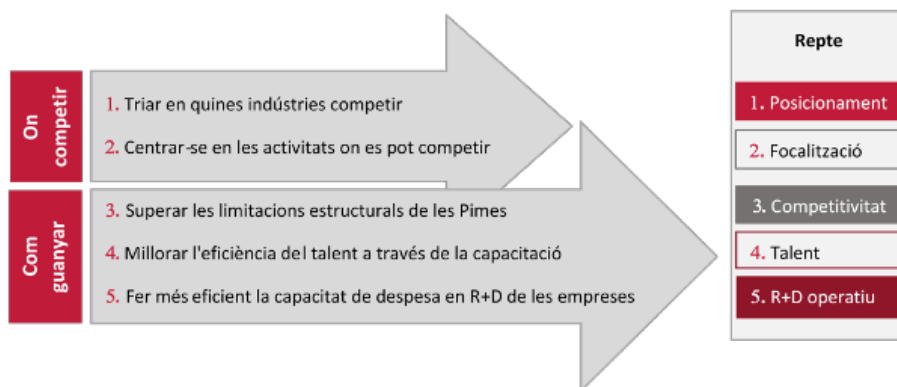 On
competir
1. Triar en quines indústries competir
2. Centrar-se en les activitats on es pot competir
Com
guanyar
3. Superar les limitacions estructurals de les Pimes
4. Millorar l'eficiència del talent a través de la capacitació
5. Fer més eficient la capacitat de despesa en R+D de les empreses
Repte
1. Posicionament
2. Focalització
3. Competitivitat
4. Talent
5. R+D operatiu